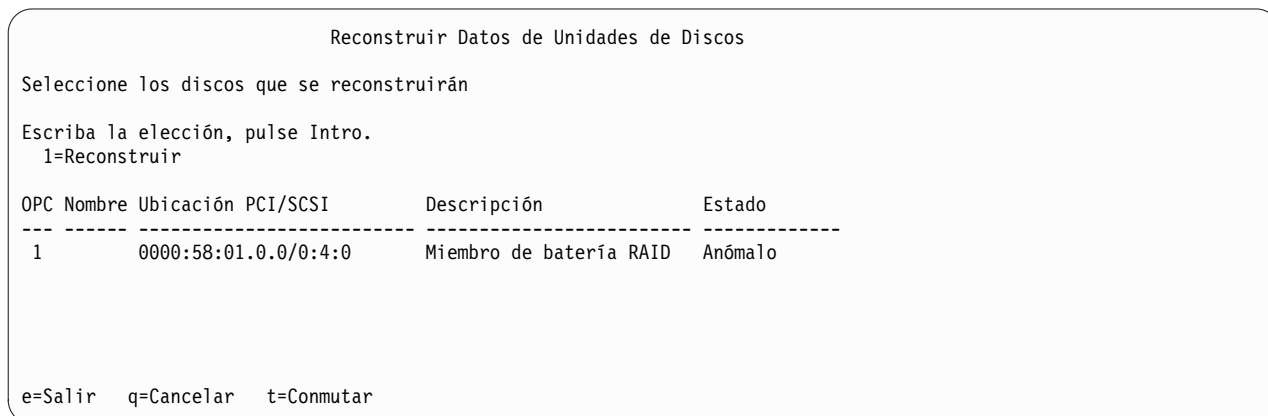 Reconstruir Datos de Unidades de Discos
Seleccione los discos que se reconstruirán
Escriba la elección, pulse Intro.
1=Reconstruir
OPC Nombre Ubicación PCI/SCSI Descripción Estado
--- ------ ------------------------- ------------------------ -------------
1 0000:58:01.0.0/0:4:0 Miembro de batería RAID Anómalo
e=Salir q=Cancelar t=Conmutar